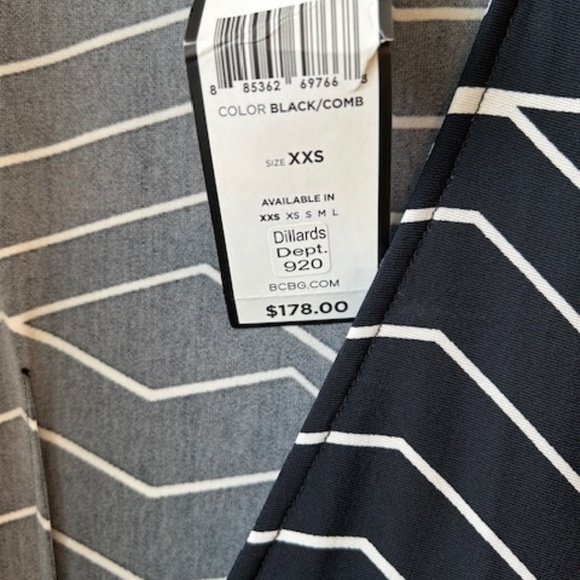 8 85362 69766 8
COLOR BLACK/COMB
SIZE XXS
AVAILABLE IN
XXS XS S M L
Dillards
Dept.
920
BCBG.COM
$178.00